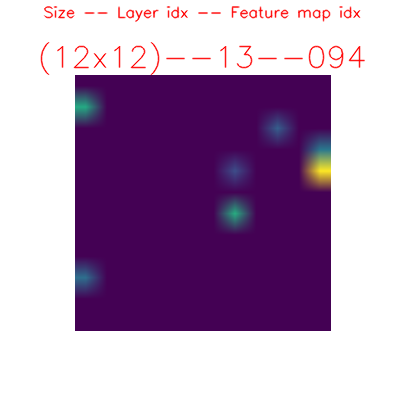 Size -- Layer idx -- Feature map idx
(12x12)--13--094